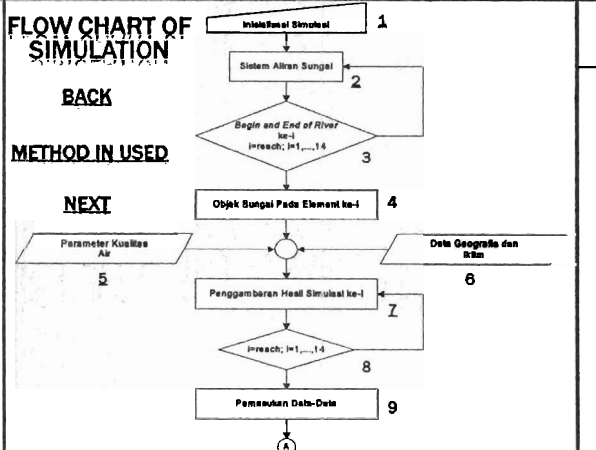 FLOW CHART OF
SIMULATION
BACK
METHOD IN USED
NEXT
Inisialisasi Simulasi
1
Sistem Aliran Sungai
2
Begin and End of River
ke-i
i=reach; i=1,...,14
3
Objek Sungai Pada Element ke-i
4
Parameter Kualitas
Air
5
Data Geografis dan
Iklim
6
Penggambaran Hasil Simulasi ke-i
7
i=reach; i=1,...,14
8
Pemasukan Data-Data
9
A